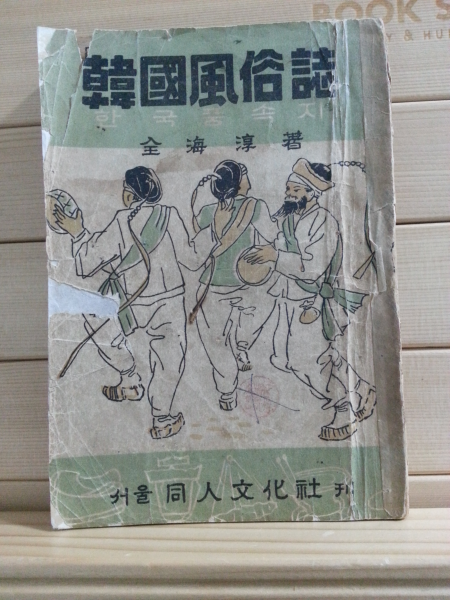 BOOK S
& HU
韓國風俗誌
한국풍속지
全海淳著
서울 同人文化社 刊